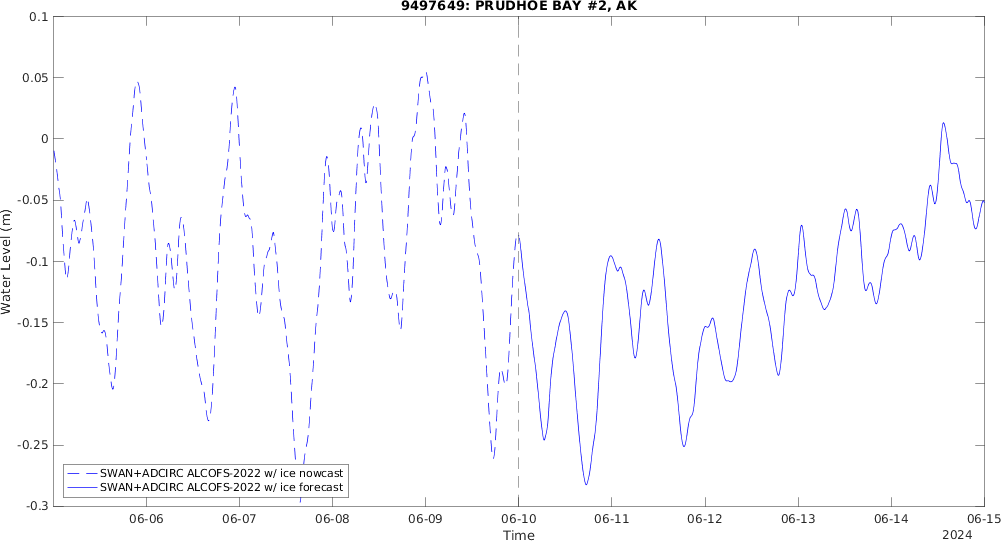 9497649: PRUDHOE BAY #2, AK
0.1
0.05
0
-0.05
-0.1
-0.15
-0.2
-0.25
-0.3
Water Level (m)
SWAN+ADCIRC ALCOFS-2022 w/ ice nowcast
SWAN+ADCIRC ALCOFS-2022 w/ ice forecast
06-06 06-07 06-08 06-09 06-10 06-11 06-12 06-13 06-14 06-15
Time
2024